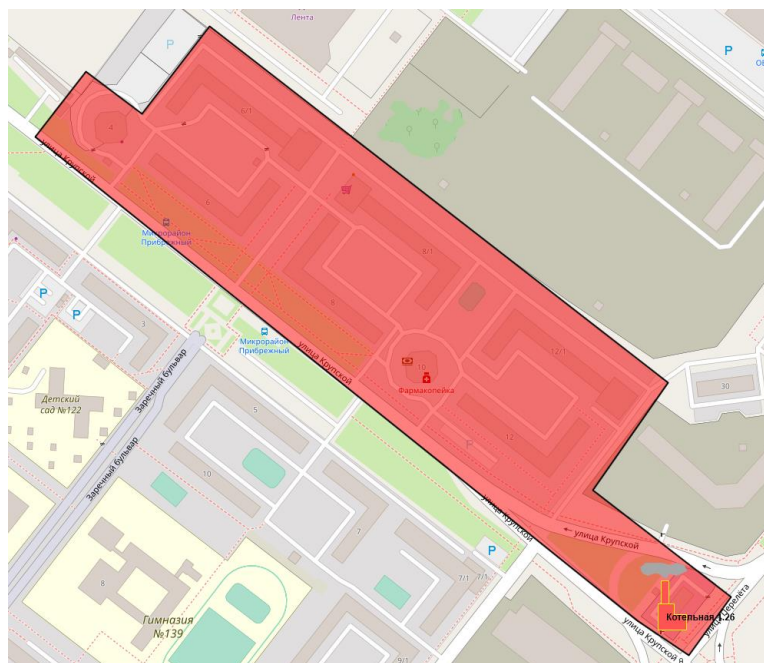 Лента
P
P
Об
4
6/1
улица Крупской
6
Микрорайон
Прибрежный
8/1
8
P
P
3
Микрорайон
Прибрежный
улица Крупской
12/1
10
Фармакопейка
30
Детский
сад №122
Заречный бульвар
5
12
P
Заречный бульвар
10
улица Крупской
улица Крупской
7
P
8
7/1
7/1
Гимназия
№139
Котельная 1.26
улица Перелёта
улица Крупской
9/1